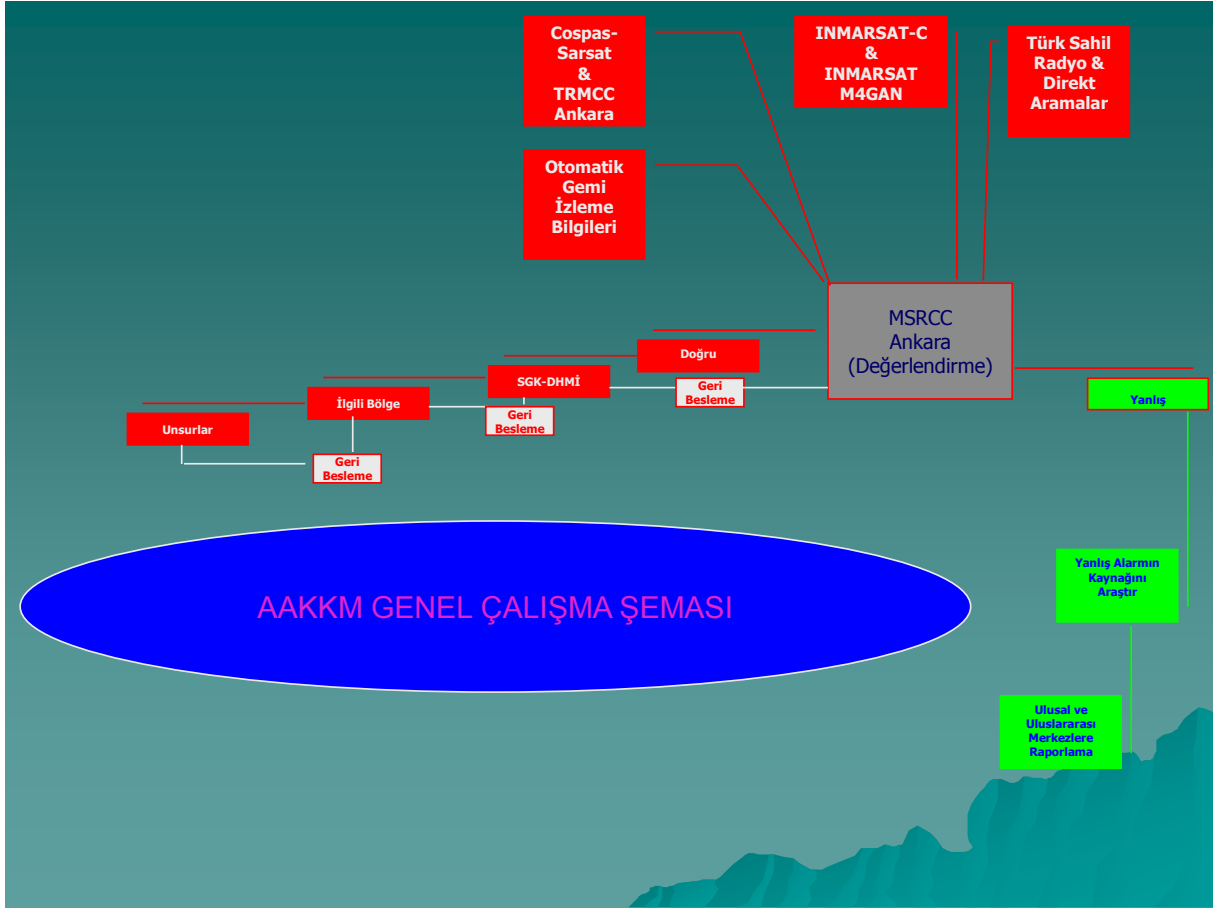 Cospas-
Sarsat
&
TRMCC
Ankara
INMARSAT-C
&
INMARSAT
M4GAN
Türk Sahil
Radyo &
Direkt
Aramalar
Otomatik
Gemi
İzleme
Bilgileri
MSRCC
Ankara
(Değerlendirme)
Doğru
SGK-DHMİ
Geri
Besleme
Yanlış
İlgili Bölge
Geri
Besleme
Unsurlar
Geri
Besleme
AAKKM GENEL ÇALIŞMA ŞEMASI
Yanlış Alarmın
Kaynağını
Araştır
Ulusal ve
Uluslararası
Merkezlere
Raporlama